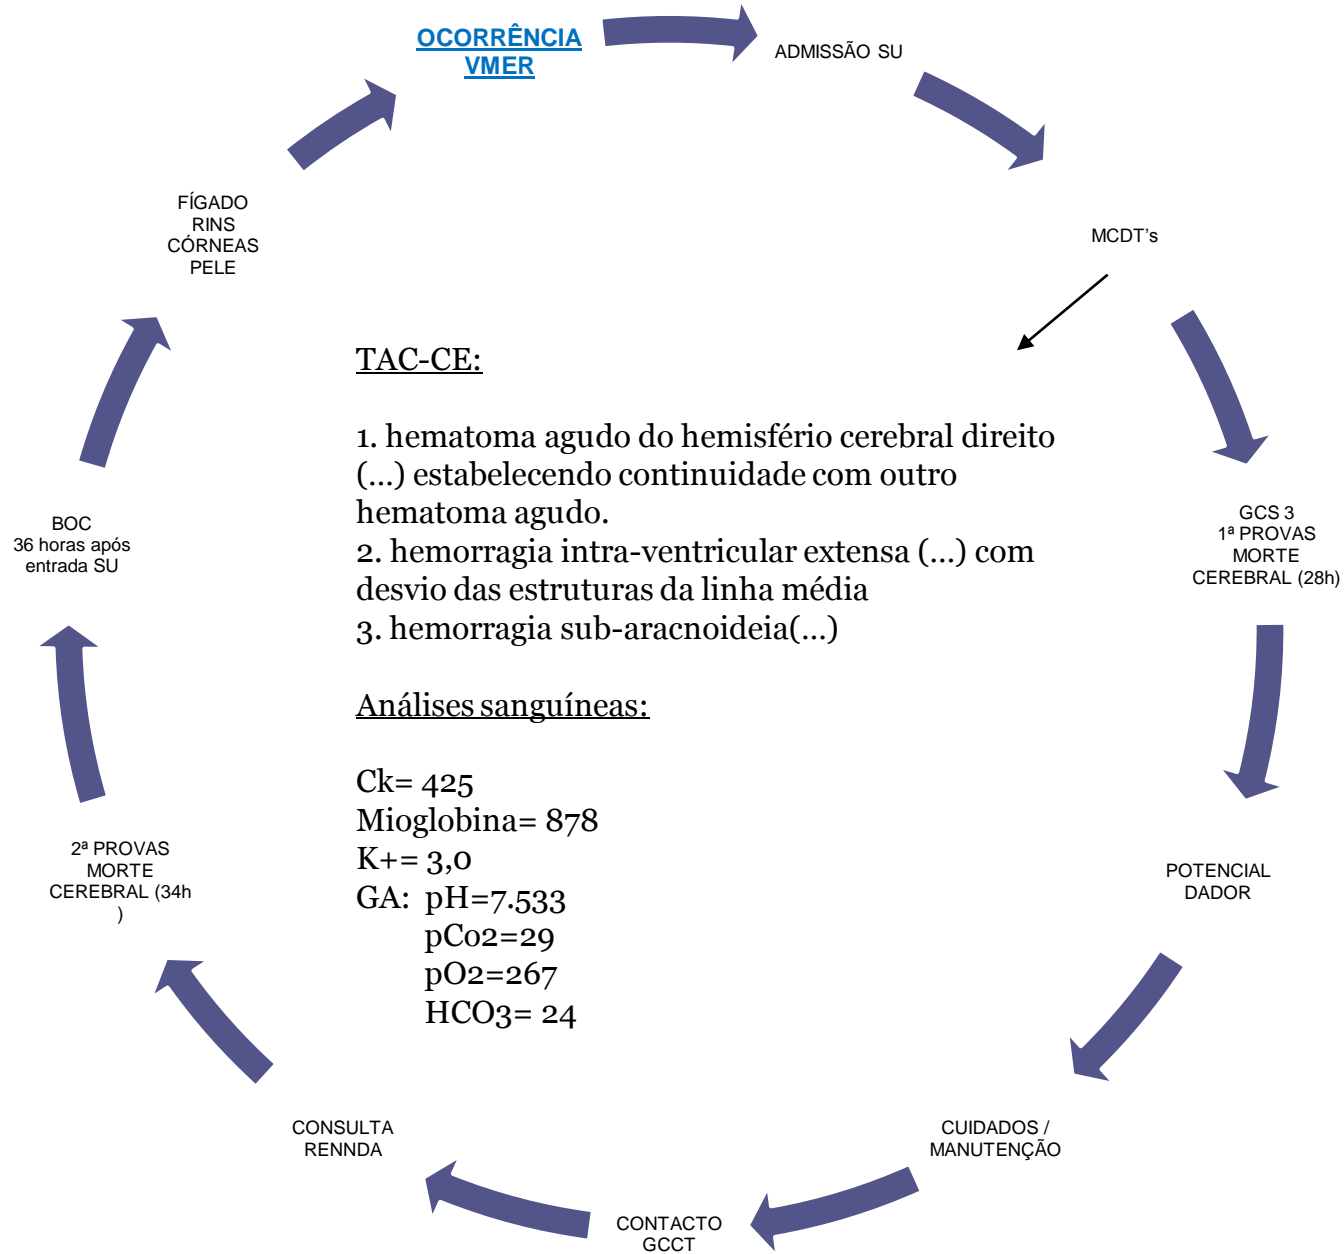 OCORRÊNCIA
VMER
ADMISSÃO SU
MCDT's
GCS 3
1ª PROVAS
MORTE
CEREBRAL (28h)
POTENCIAL
DADOR
CUIDADOS /
MANUTENÇÃO
CONTACTO
GCCT
CONSULTA
RENNDA
2ª PROVAS
MORTE
CEREBRAL (34h
)
BOC
36 horas após
entrada SU
FÍGADO
RINS
CÓRNEAS
PELE
TAC-CE:
1. hematoma agudo do hemisfério cerebral direito
(...) estabelecendo continuidade com outro
hematoma agudo.
2. hemorragia intra-ventricular extensa (...) com
desvio das estruturas da linha média
3. hemorragia sub-aracnoideia(...)
Análises sanguíneas:
Ck= 425
Mioglobina= 878
K+= 3,0
GA: pH=7.533
pCo2=29
pO2=267
HCO3= 24